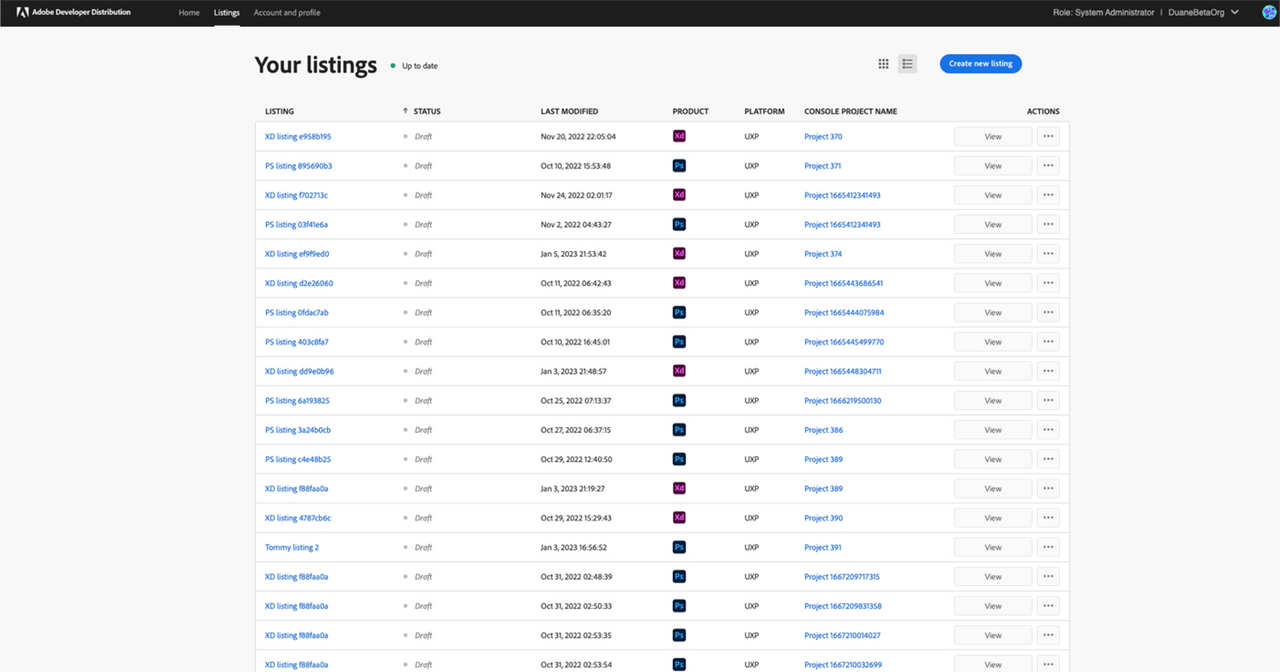 Adobe Developer Distribution Home Listings Account and profile Role: System Administrator | DuaneBetaOrg
Your listings Up to date Create new listing
LISTING ↑ STATUS LAST MODIFIED PRODUCT PLATFORM CONSOLE PROJECT NAME ACTIONS
XD listing e958b195 Draft Nov 20, 2022 22:05:04 Xd UXP Project 370 View
PS listing 895690b3 Draft Oct 10, 2022 15:53:48 Ps UXP Project 371 View
XD listing f702713c Draft Nov 24, 2022 02:01:17 Xd UXP Project 1665412341493 View
PS listing 03f41e6a Draft Nov 2, 2022 04:43:27 Ps UXP Project 1665412341493 View
XD listing ef9f9ed0 Draft Jan 5, 2023 21:53:42 Xd UXP Project 374 View
XD listing d2e26060 Draft Oct 11, 2022 06:42:43 Xd UXP Project 1665443686541 View
PS listing 0fdac7ab Draft Oct 11, 2022 06:35:20 Ps UXP Project 1665444075984 View
PS listing 403c8fa7 Draft Oct 10, 2022 16:45:01 Ps UXP Project 1665445499770 View
XD listing dd9e0b96 Draft Jan 3, 2023 21:48:57 Xd UXP Project 1665448304711 View
PS listing 6a193825 Draft Oct 25, 2022 07:13:37 Ps UXP Project 1666219500130 View
PS listing 3a24b0cb Draft Oct 27, 2022 06:37:15 Ps UXP Project 386 View
PS listing c4e48b25 Draft Oct 29, 2022 12:40:50 Ps UXP Project 389 View
XD listing f88faa0a Draft Jan 3, 2023 21:19:27 Xd UXP Project 389 View
XD listing 4787cb6c Draft Oct 29, 2022 15:29:43 Xd UXP Project 390 View
Tommy listing 2 Draft Jan 3, 2023 16:56:52 Ps UXP Project 391 View
XD listing f88faa0a Draft Oct 31, 2022 02:48:39 Ps UXP Project 1667209717315 View
XD listing f88faa0a Draft Oct 31, 2022 02:50:33 Ps UXP Project 1667209831358 View
XD listing f88faa0a Draft Oct 31, 2022 02:53:35 Ps UXP Project 1667210014027 View
XD listing f88faa0a Draft Oct 31, 2022 02:53:54 Ps UXP Project 1667210032699 View